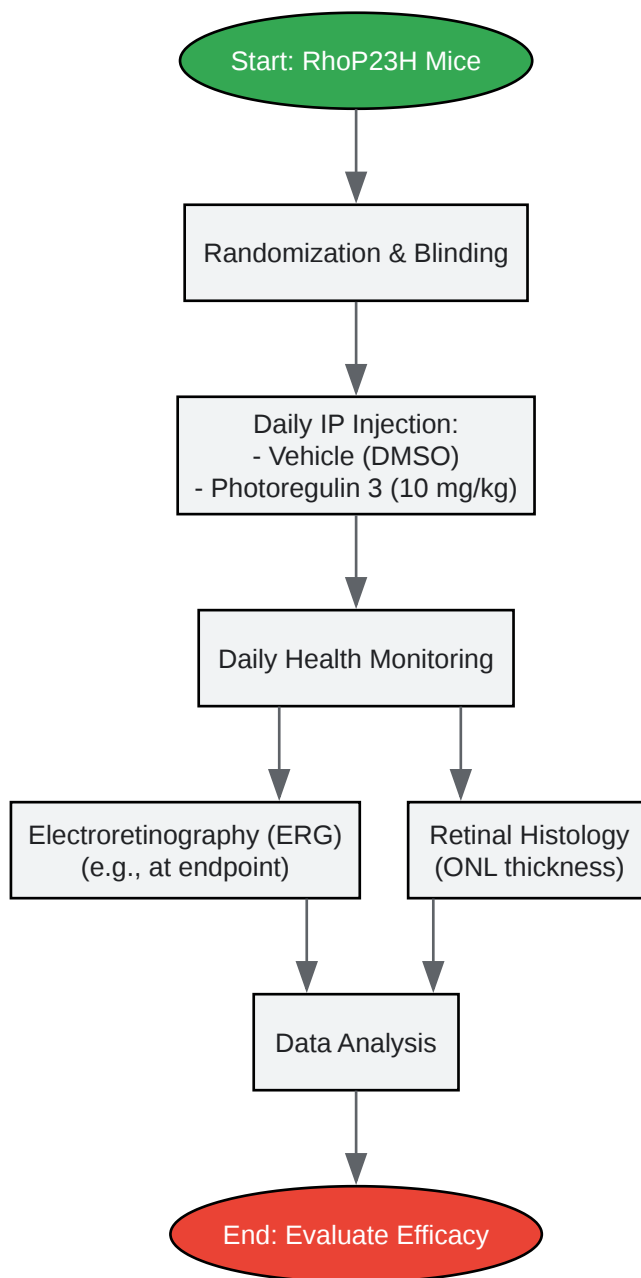 Start: RhoP23H Mice
Randomization & Blinding
Daily IP Injection:
- Vehicle (DMSO)
- Photoregulin 3 (10 mg/kg)
Daily Health Monitoring
Electroretinography (ERG)
(e.g., at endpoint)
Retinal Histology
(ONL thickness)
Data Analysis
End: Evaluate Efficacy